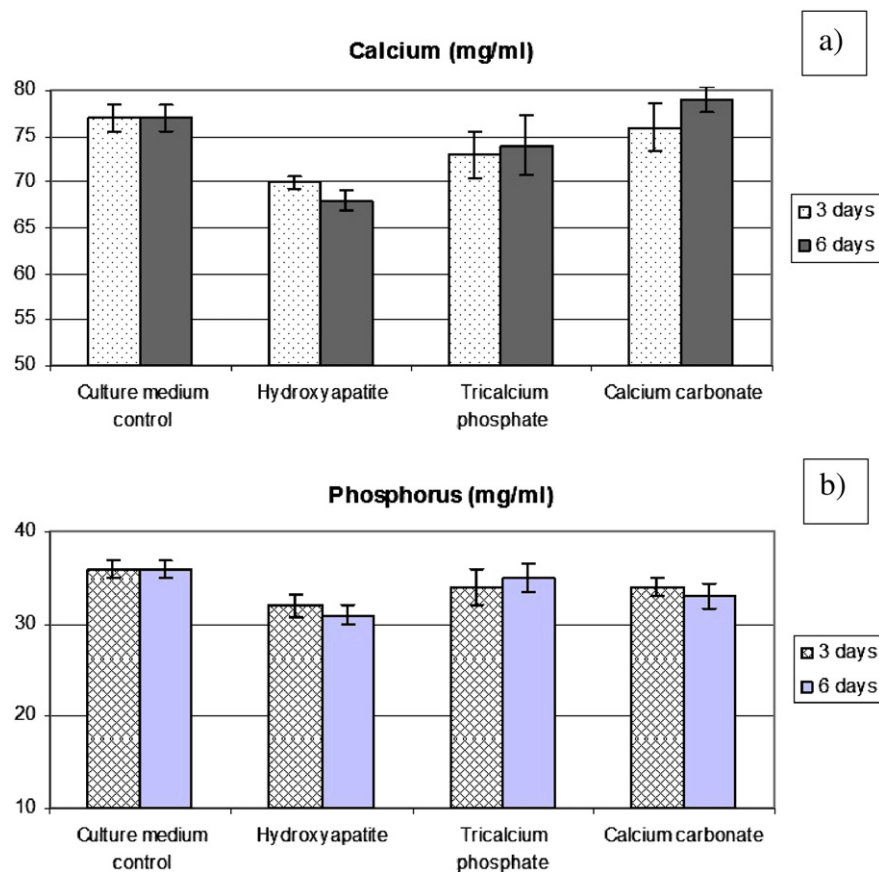 a)
Calcium (mg/ml)
80
75
70
65
60
55
50
Culture medium
control
Hydroxyapatite
Tricalcium
phosphate
Calcium carbonate
3 days
6 days
b)
Phosphorus (mg/ml)
40
30
20
10
Culture medium
control
Hydroxyapatite
Tricalcium
phosphate
Calcium carbonate
3 days
6 days